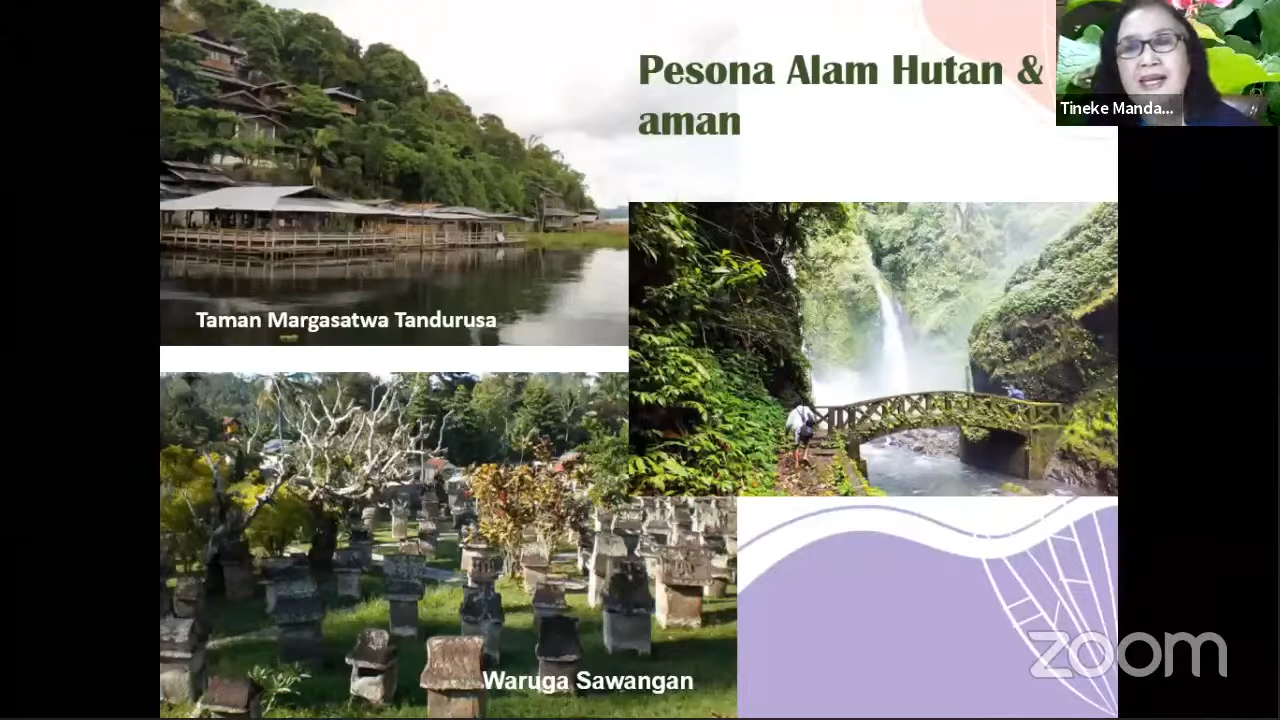 Pesona Alam Hutan &
aman
Tineke Manda...
Taman Margasatwa Tandurusa
Waruga Sawangan
zoom